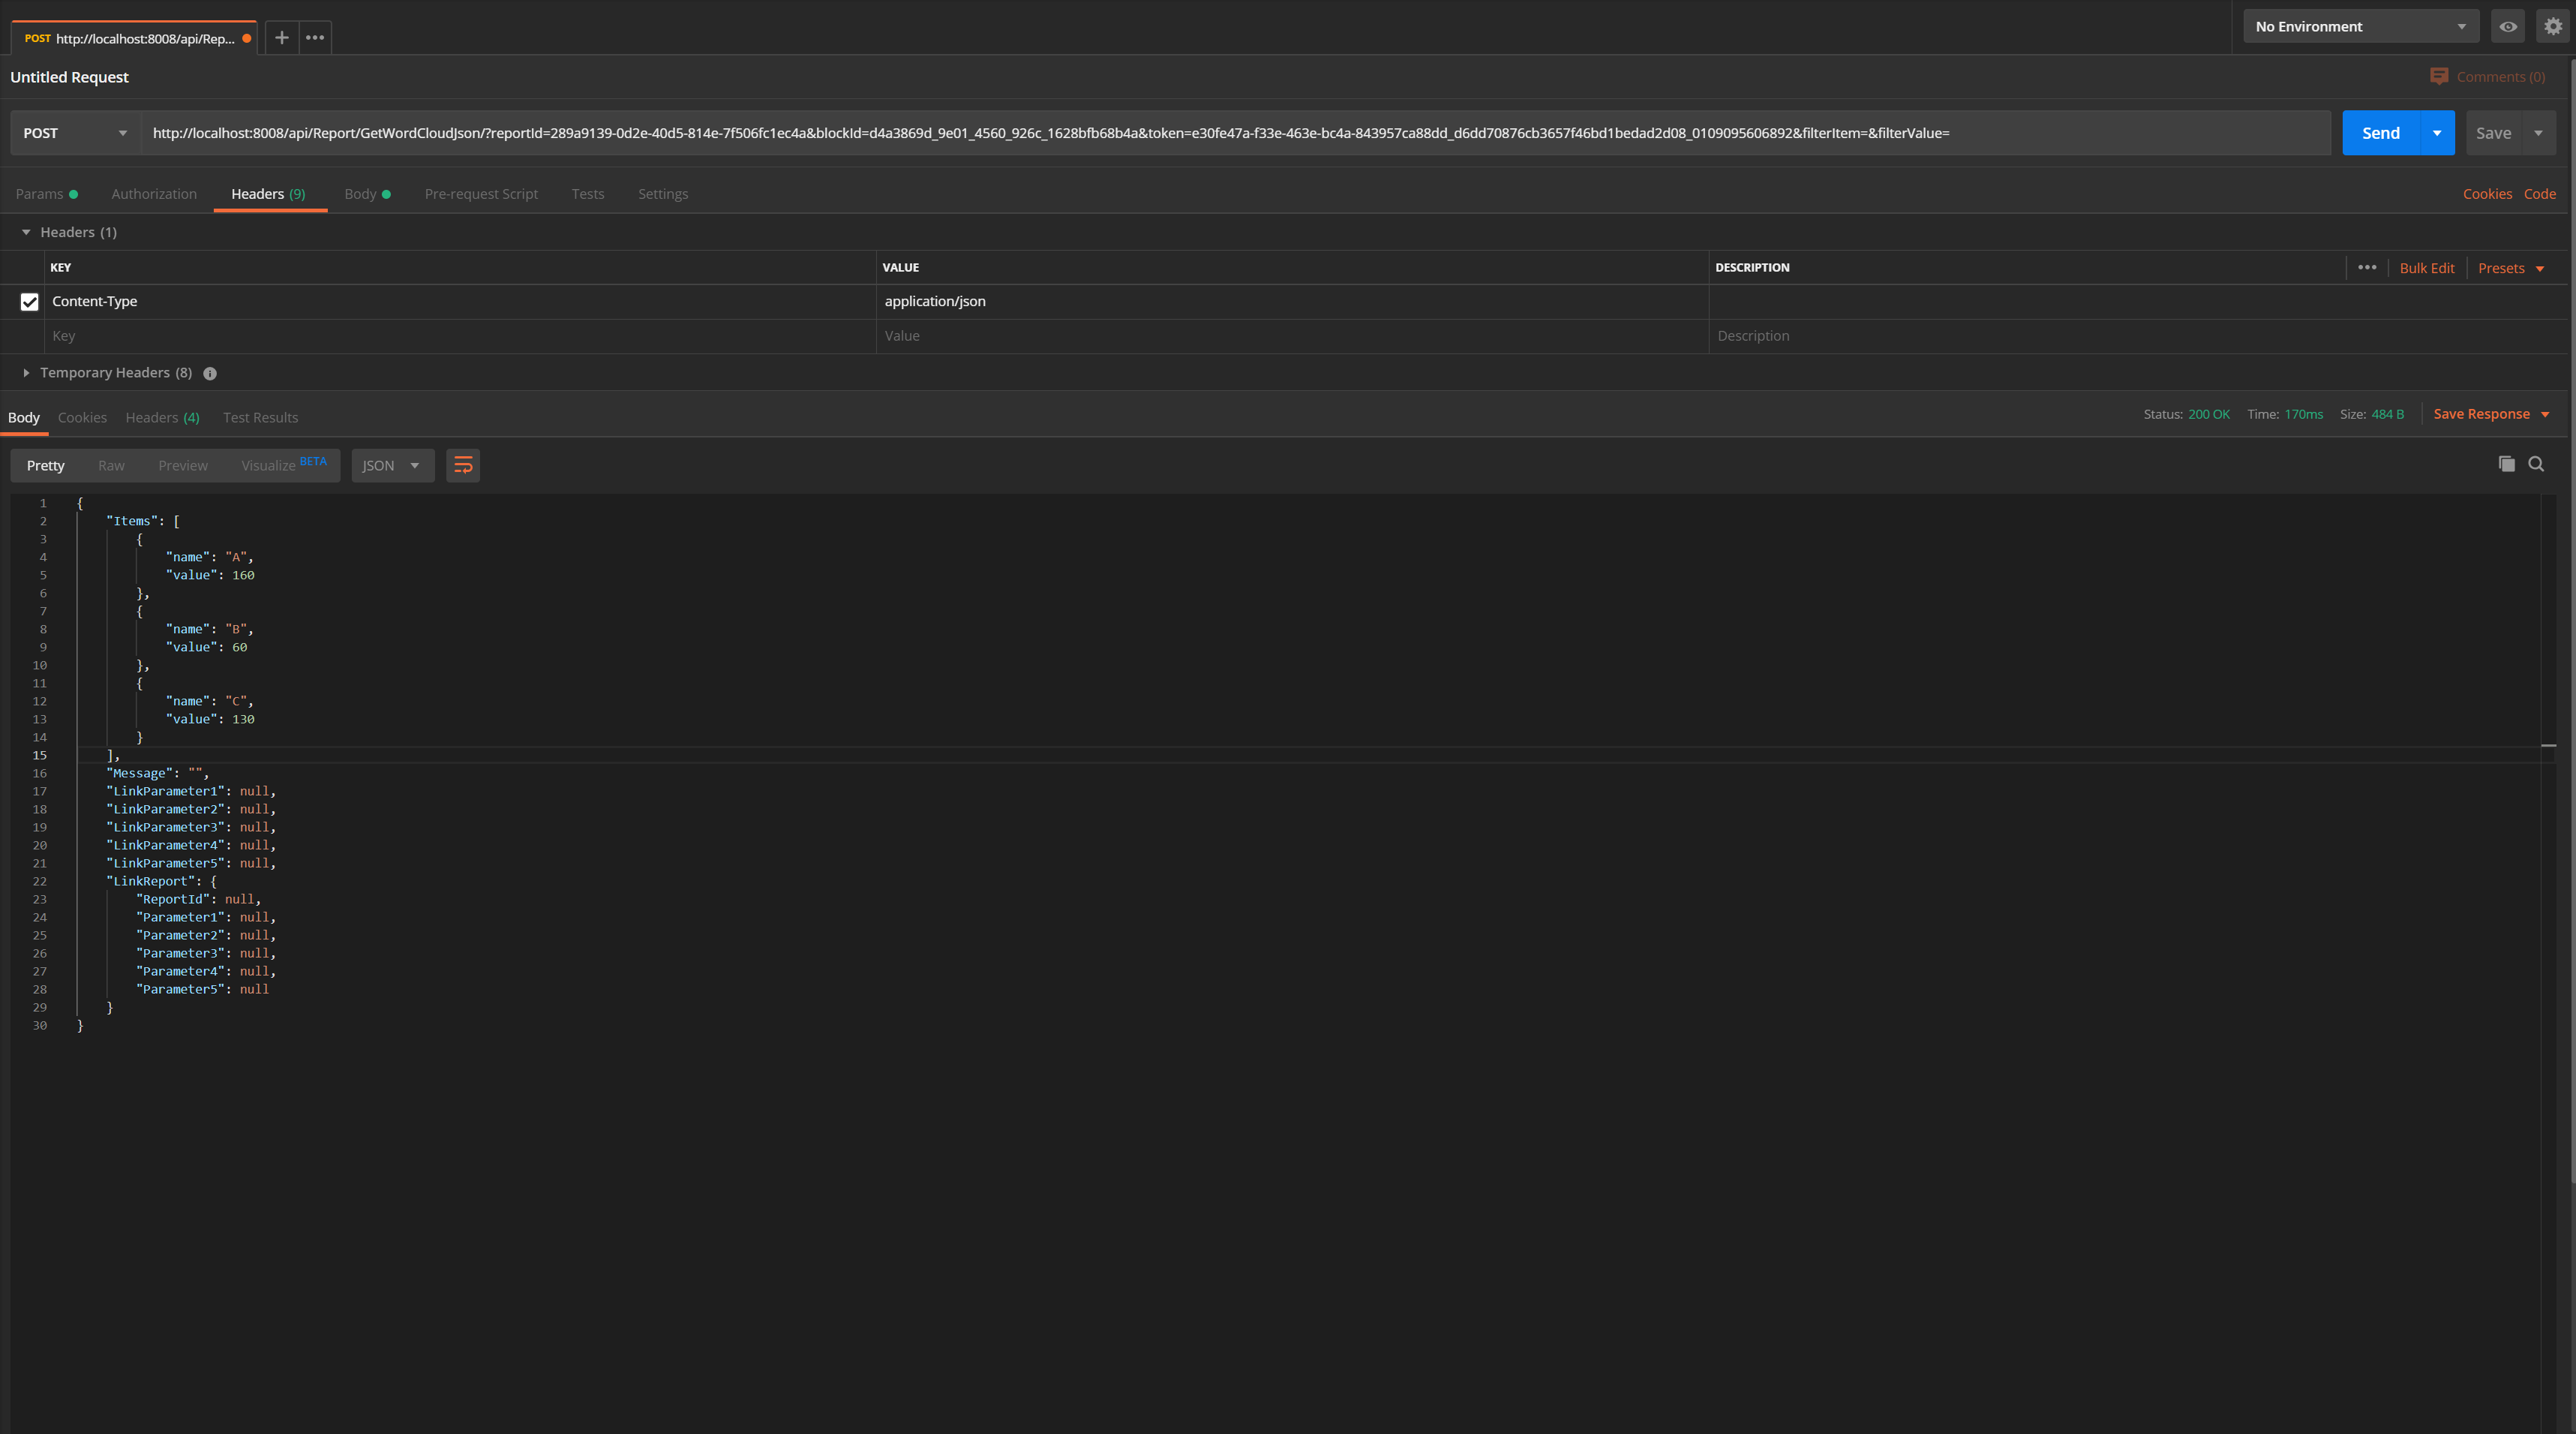 POST http://localhost:8008/api/Rep...
No Environment
Untitled Request
Comments (0)
POST
http://localhost:8008/api/Report/GetWordCloudJson/?reportId=289a9139-0d2e-40d5-814e-7f506fc1ec4a&blockId=d4a3869d_9e01_4560_926c_1628bfb68b4a&token=e30fe47a-f33e-463e-bc4a-843957ca88dd_d6dd70876cb3657f46bd1bedad2d08_0109095606892&filterItem=&filterValue=
Send
Save
Params Authorization Headers (9) Body Pre-request Script Tests Settings
Cookies Code
Headers (1)
KEY VALUE DESCRIPTION
Bulk Edit Presets
Content-Type application/json
Key Value Description
Temporary Headers (8)
Body Cookies Headers (4) Test Results
Status: 200 OK Time: 170ms Size: 484 B Save Response
Pretty Raw Preview Visualize BETA JSON
1 {
2 "Items": [
3 {
4 "name": "A",
5 "value": 160
6 },
7 {
8 "name": "B",
9 "value": 60
10 },
11 {
12 "name": "C",
13 "value": 130
14 }
15 ],
16 "Message": "",
17 "LinkParameter1": null,
18 "LinkParameter2": null,
19 "LinkParameter3": null,
20 "LinkParameter4": null,
21 "LinkParameter5": null,
22 "LinkReport": {
23 "ReportId": null,
24 "Parameter1": null,
25 "Parameter2": null,
26 "Parameter3": null,
27 "Parameter4": null,
28 "Parameter5": null
29 }
30 }